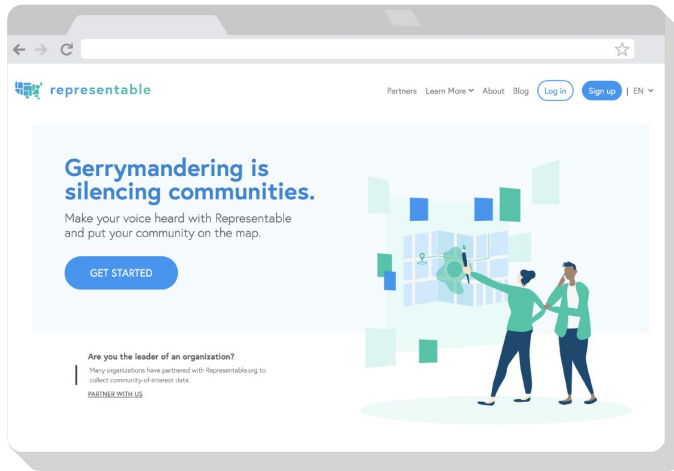 representable
Partners Learn More About Blog Log in Sign up | EN
Gerrymandering is
silencing communities.
Make your voice heard with Representable
and put your community on the map.
GET STARTED
Are you the leader of an organization?
Many organizations have partnered with Representable.org to
collect community-of-interest data.
PARTNER WITH US